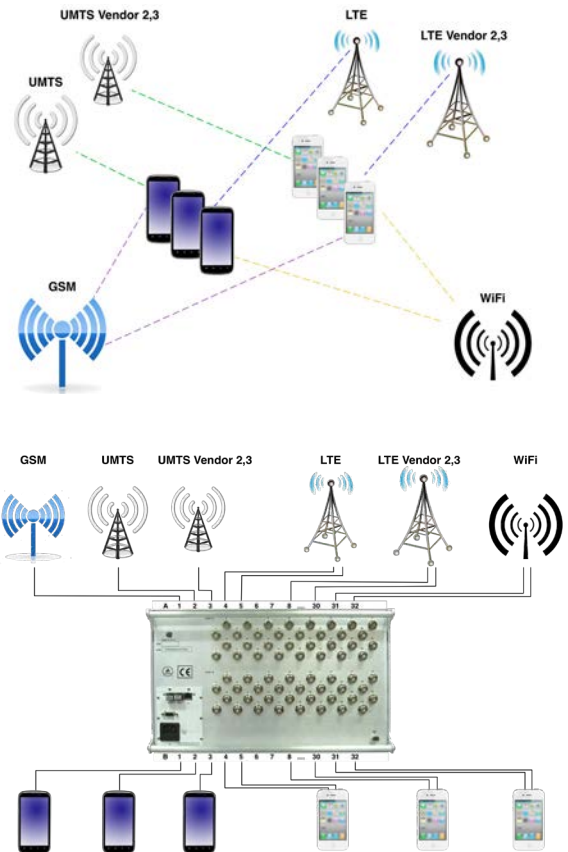 UMTS Vendor 2,3
LTE
LTE Vendor 2,3
UMTS
GSM
WiFi
GSM
UMTS
UMTS Vendor 2,3
LTE
LTE Vendor 2,3
WiFi
A 1 2 3 4 5 6 7 8 ... 30 31 32
CE
B 1 2 3 4 5 6 7 8 ... 30 31 32